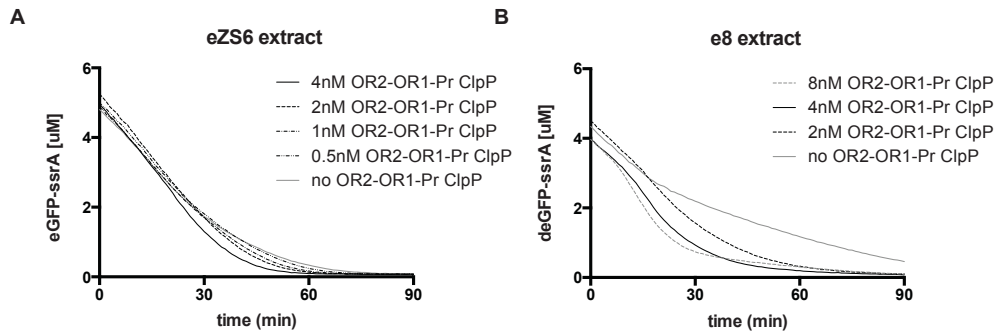 A
eZS6 extract
eGFP-ssrA [uM]
6
4
2
0
4nM OR2-OR1-Pr ClpP
2nM OR2-OR1-Pr ClpP
1nM OR2-OR1-Pr ClpP
0.5nM OR2-OR1-Pr ClpP
no OR2-OR1-Pr ClpP
0 30 60 90
time (min)
B
e8 extract
deGFP-ssrA [uM]
6
4
2
0
8nM OR2-OR1-Pr ClpP
4nM OR2-OR1-Pr ClpP
2nM OR2-OR1-Pr ClpP
no OR2-OR1-Pr ClpP
0 30 60 90
time (min)